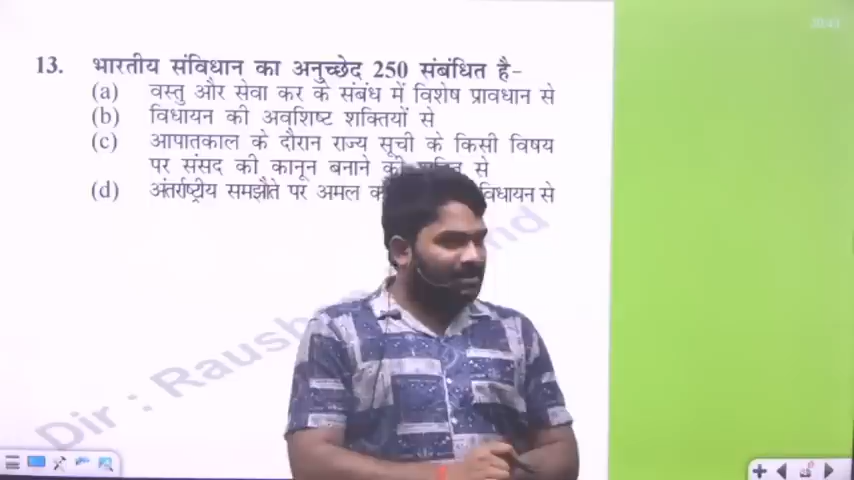 13. भारतीय संविधान का अनुच्छेद 250 संबंधित है-
(a) वस्तु और सेवा कर के संबंध में विशेष प्रावधान से
(b) विधायन की अवशिष्ट शक्तियों से
(c) आपातकाल के दौरान राज्य सूची के किसी विषय
पर संसद की कानून बनाने की से
(d) अंतर्राष्ट्रीय समझौते पर अमल विधायन से
Dir : Raush nd